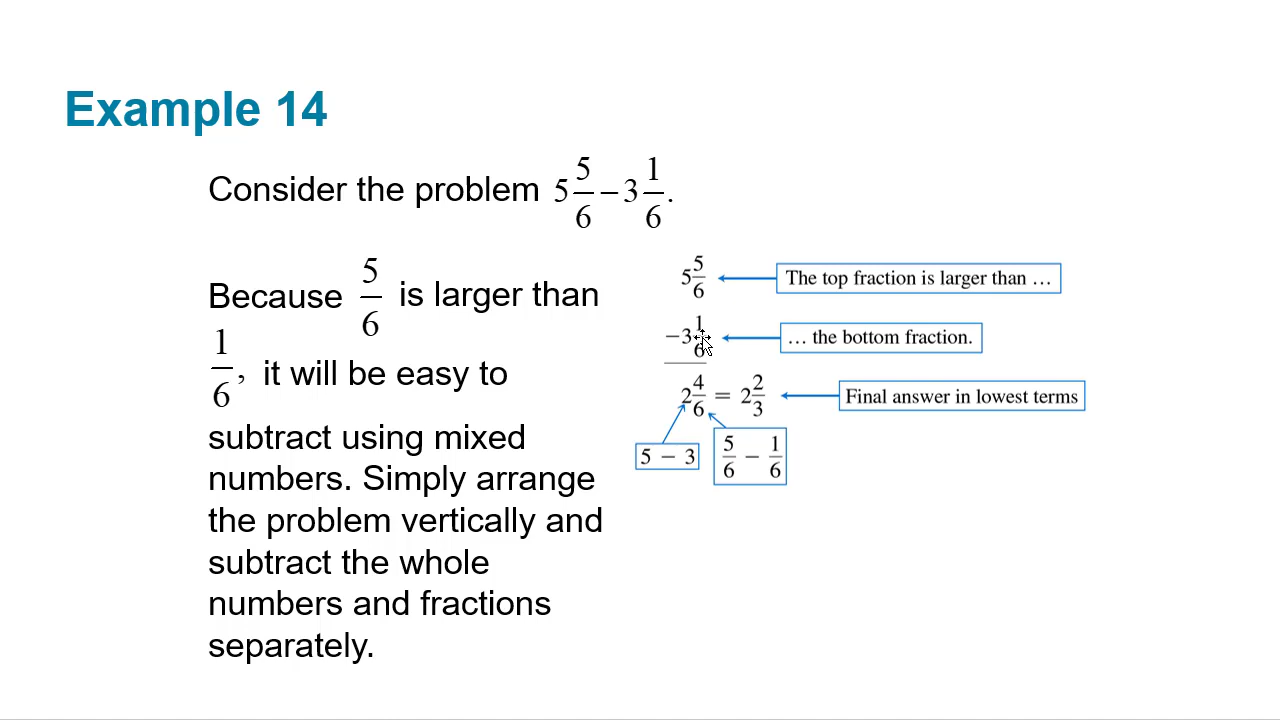 Example 14
Consider the problem 5 5/6 − 3 1/6.
Because 5/6 is larger than
1/6, it will be easy to
subtract using mixed
numbers. Simply arrange
the problem vertically and
subtract the whole
numbers and fractions
separately.
5 5/6 The top fraction is larger than …
−3 1/6 … the bottom fraction.
2 4/6 = 2 2/3 Final answer in lowest terms
5 − 3 5/6 − 1/6